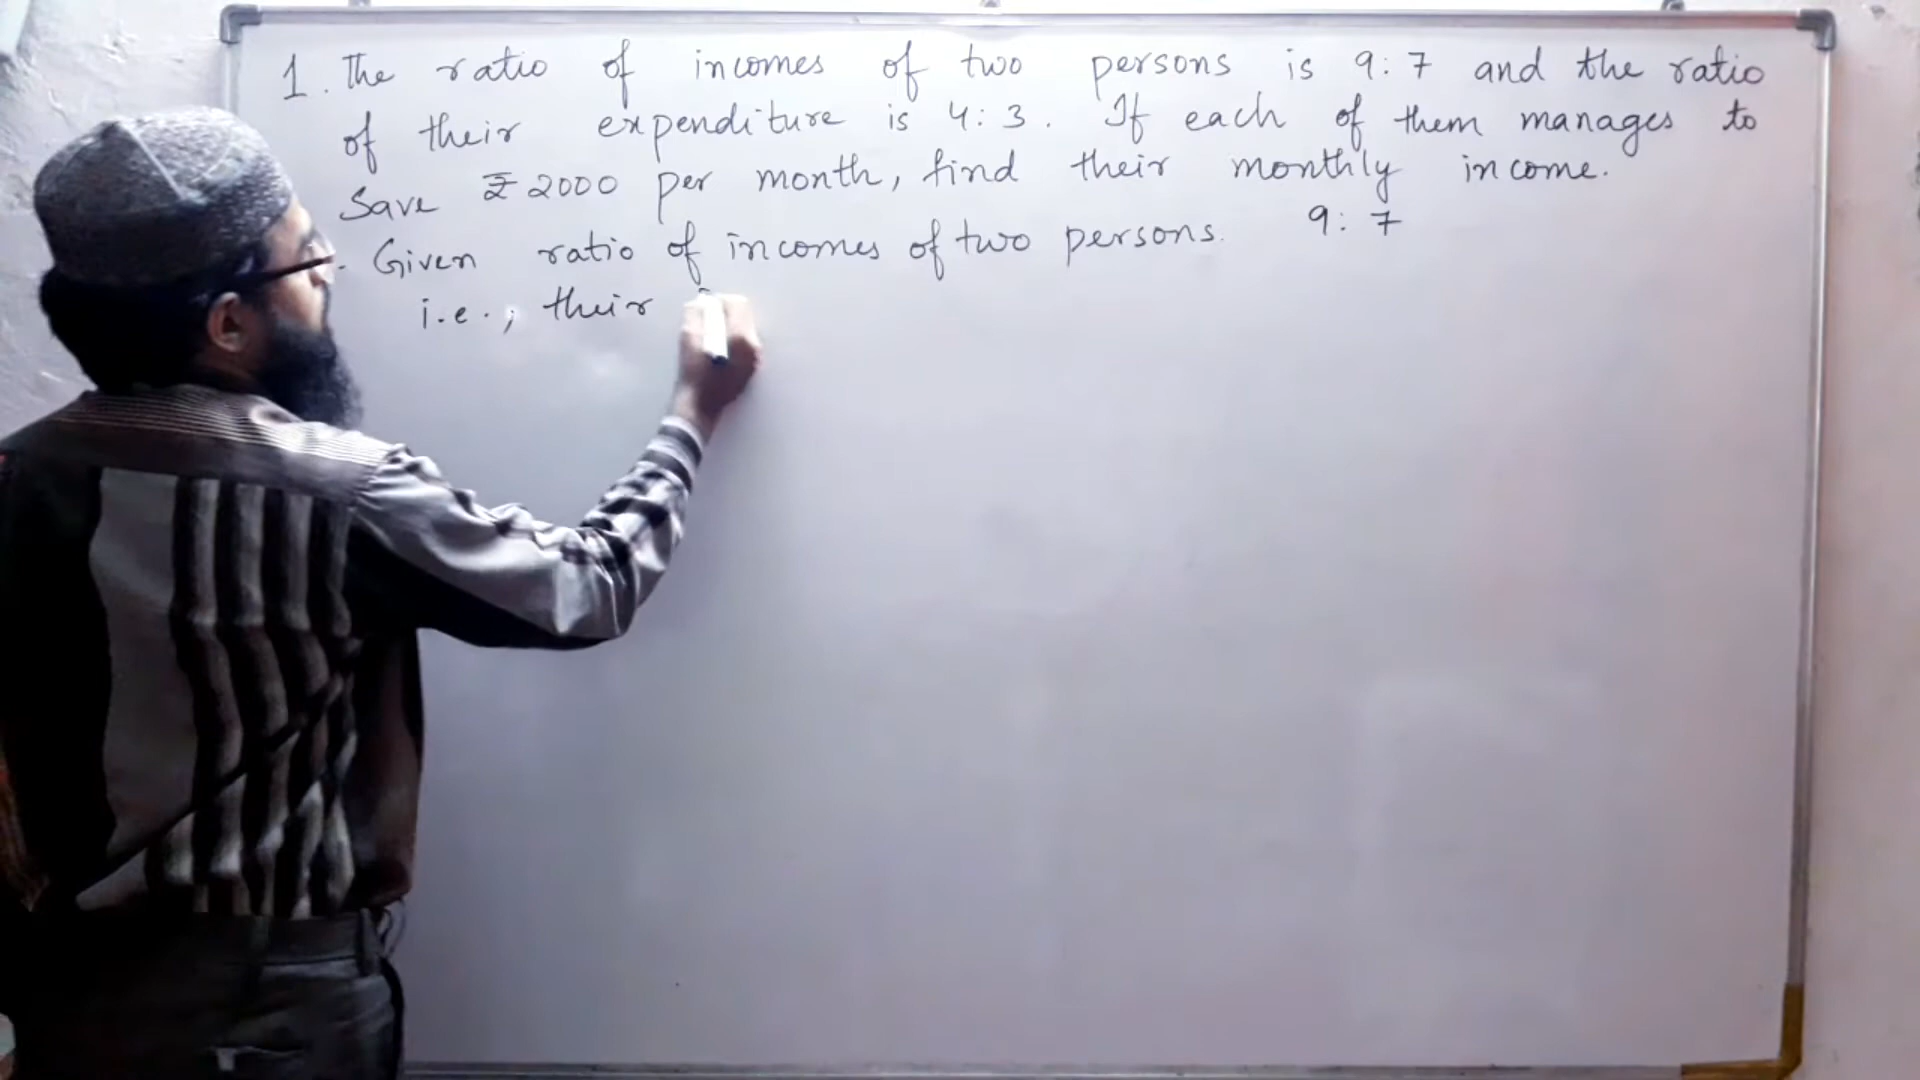 1. The ratio of incomes of two persons is 9:7 and the ratio
of their expenditure is 4:3. If each of them manages to
save ₹2000 per month, find their monthly income.
. Given ratio of incomes of two persons. 9:7
i.e., their